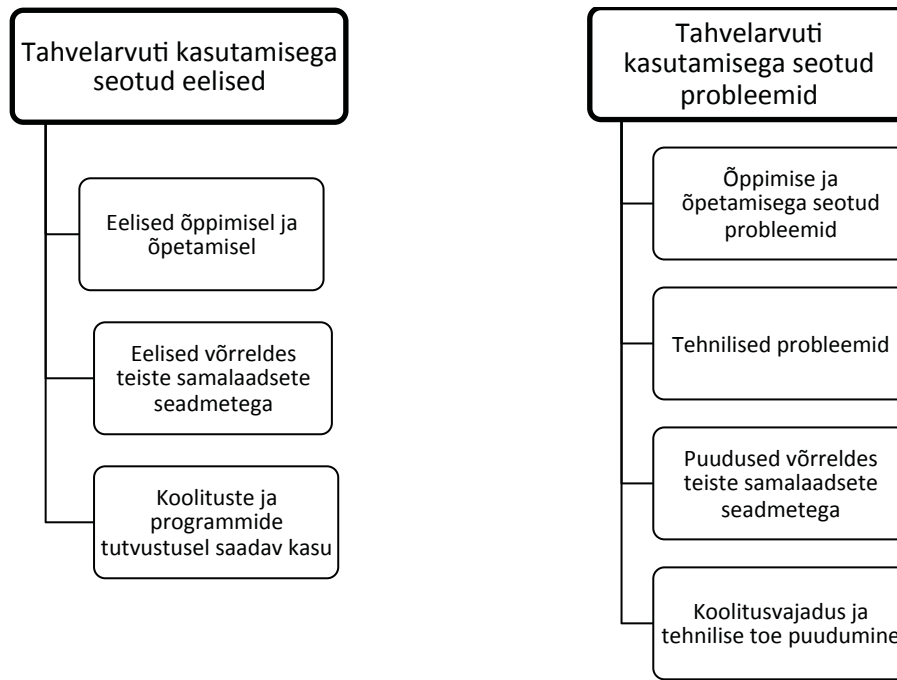 Tahvelarvuti kasutamisega
seotud eelised
Eelised õppimisel ja
õpetamisel
Eelised võrreldes
teiste samalaadsete
seadmetega
Koolituste ja
programmide
tutvustusel saadav kasu
Tahvelarvuti
kasutamisega seotud
probleemid
Õppimise ja
õpetamisega seotud
probleemid
Tehnilised probleemid
Puudused võrreldes
teiste samalaadsete
seadmetega
Koolitusvajadus ja
tehnilise toe puudumine